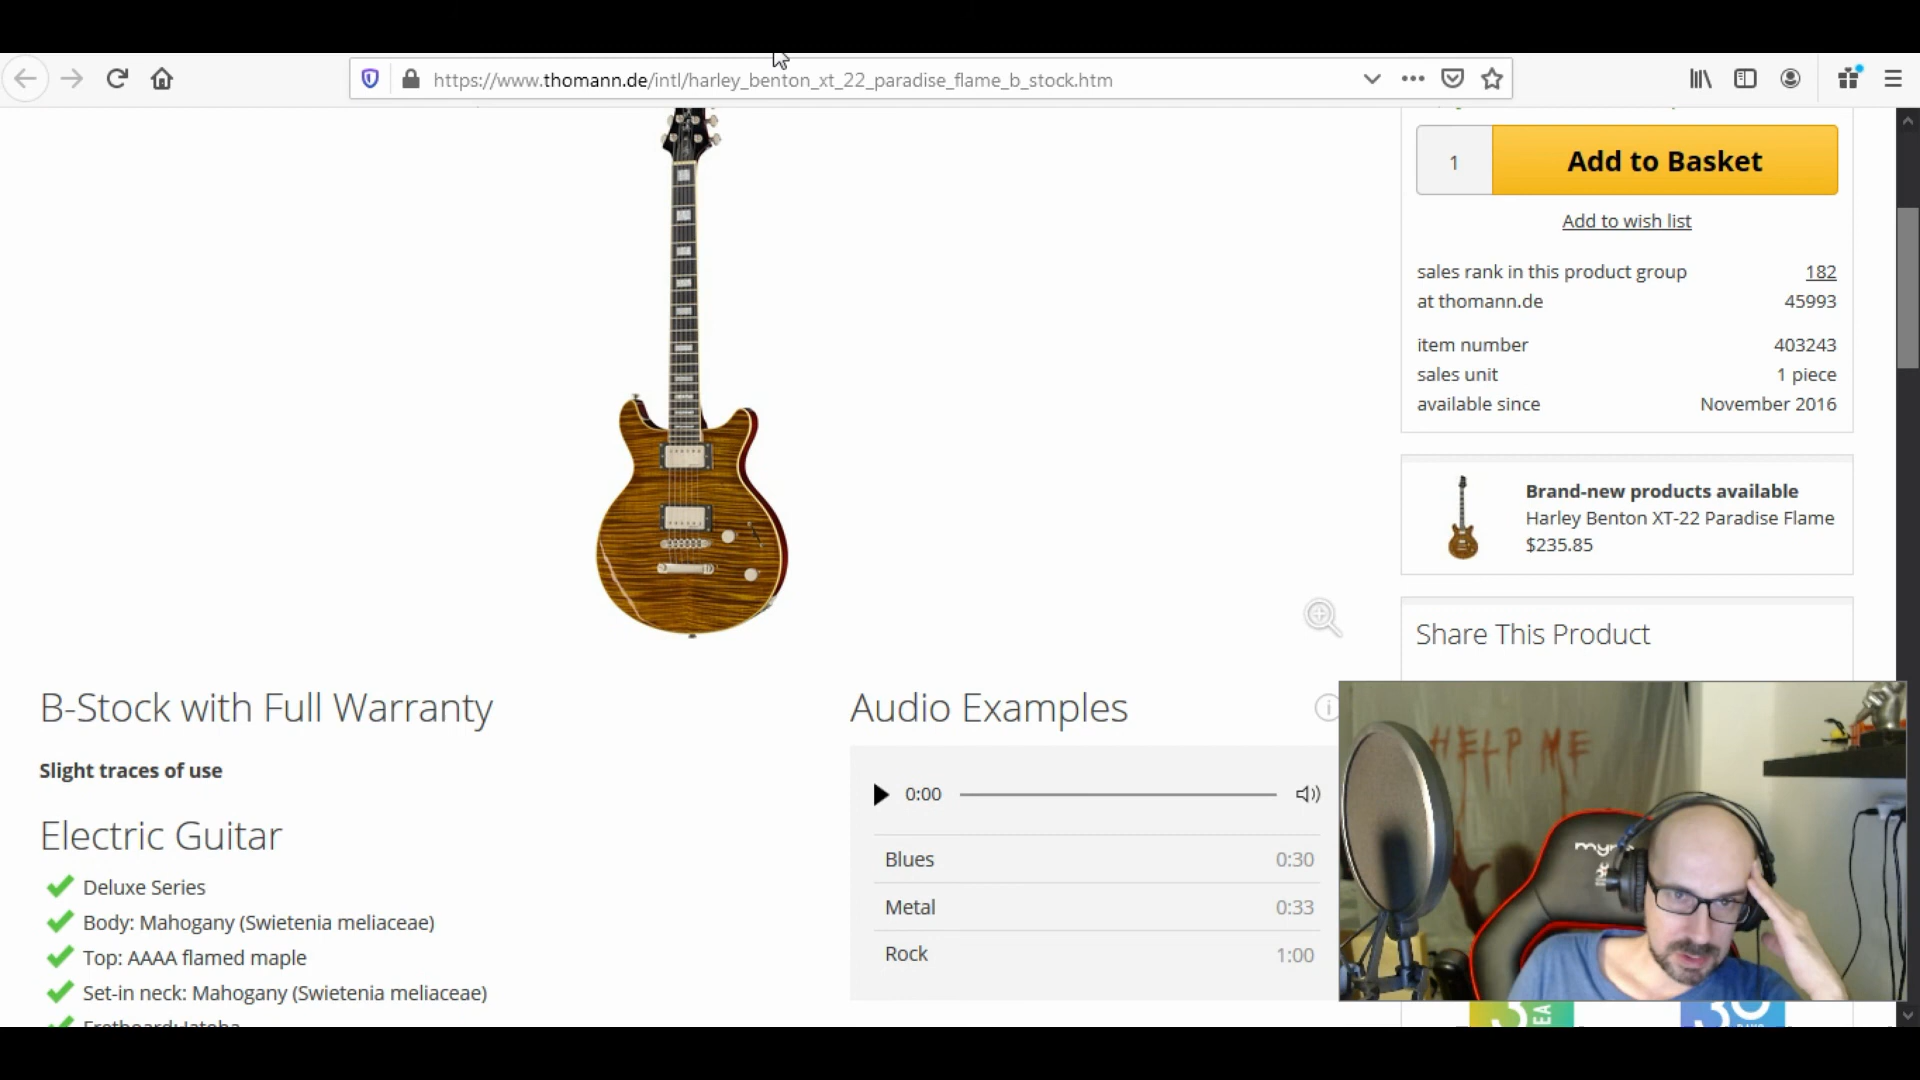 https://www.thomann.de/intl/harley_benton_xt_22_paradise_flame_b_stock.htm
1
Add to Basket
Add to wish list
sales rank in this product group 182
at thomann.de 45993
item number 403243
sales unit 1 piece
available since November 2016
Brand-new products available
Harley Benton XT-22 Paradise Flame
$235.85
Share This Product
B-Stock with Full Warranty
Slight traces of use
Electric Guitar
Deluxe Series
Body: Mahogany (Swietenia meliaceae)
Top: AAAA flamed maple
Set-in neck: Mahogany (Swietenia meliaceae)
Fretboard: Jatoba
Audio Examples
0:00
Blues 0:30
Metal 0:33
Rock 1:00
HELP ME
3
30